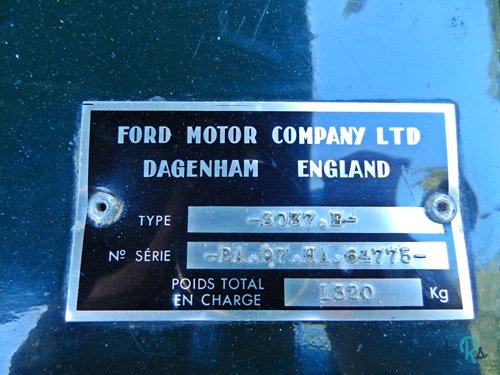 FORD MOTOR COMPANY LTD
DAGENHAM ENGLAND
TYPE -3037.E-
Nº SÉRIE -BA.97.HA.64775-
POIDS TOTAL
EN CHARGE 1320 Kg